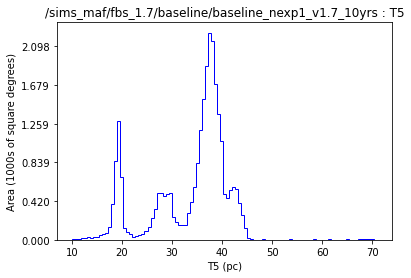 /sims_maf/fbs_1.7/baseline/baseline_nexp1_v1.7_10yrs : T5
2.098
1.679
1.259
0.839
0.420
0.000
Area (1000s of square degrees)
10 20 30 40 50 60 70
T5 (pc)